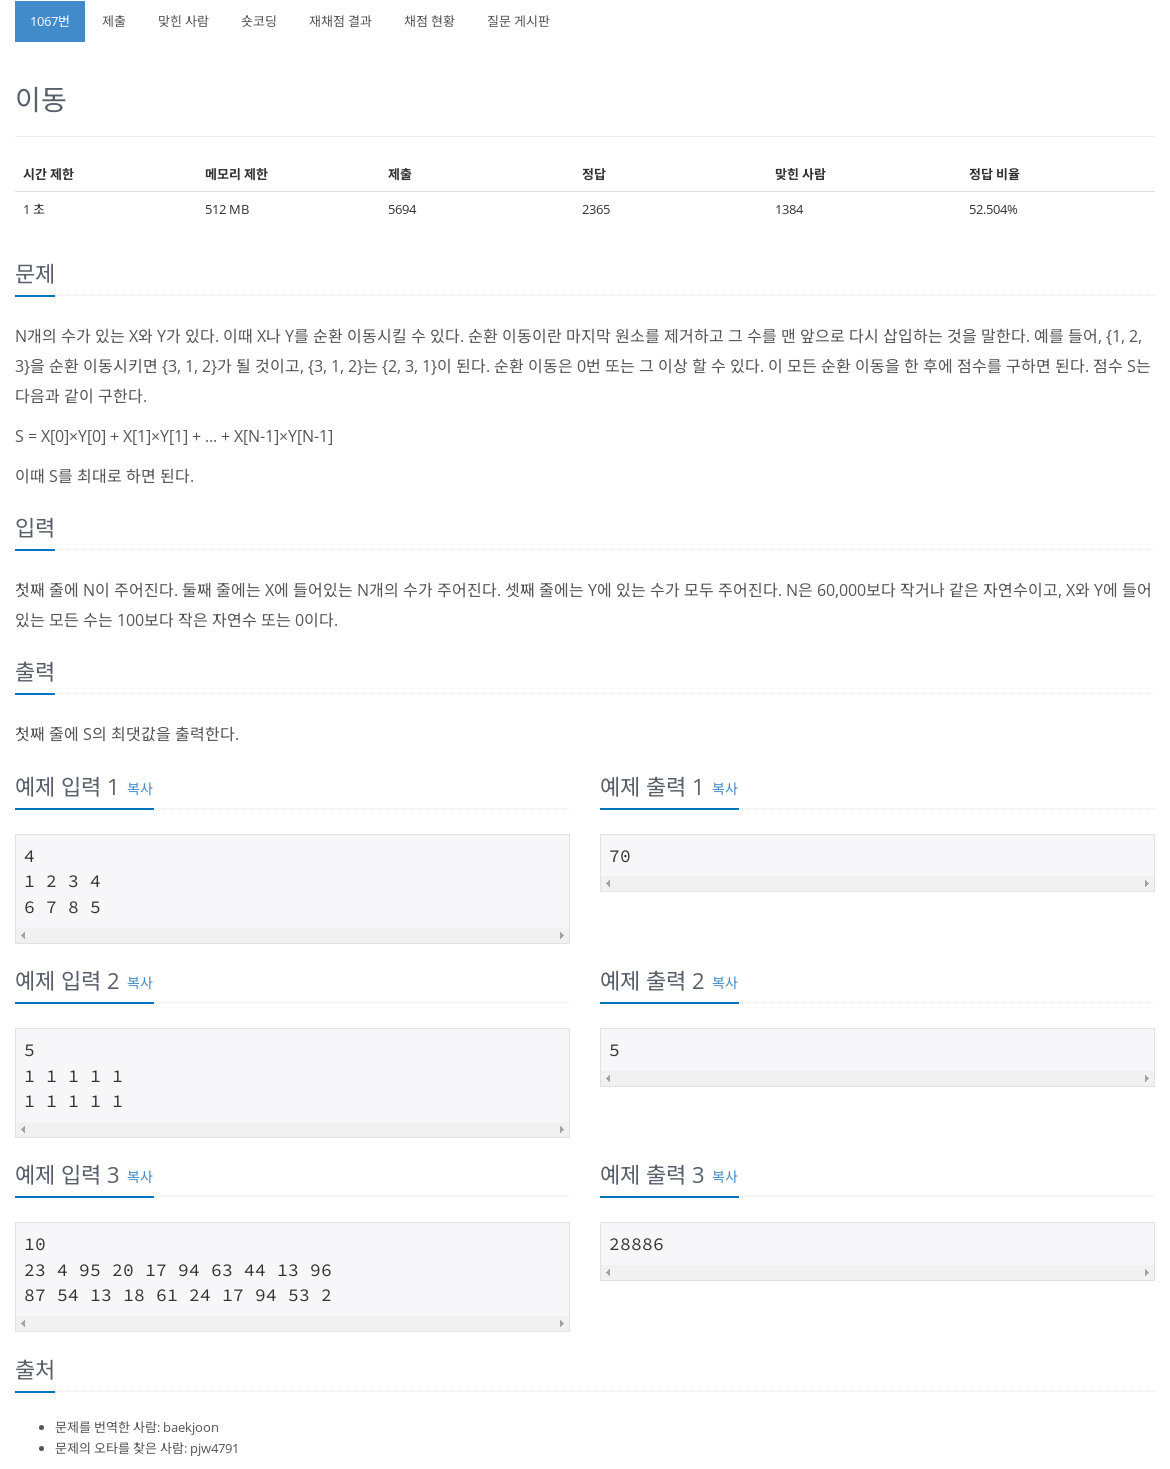 1067번 제출 맞힌 사람 숏코딩 재채점 결과 채점 현황 질문 게시판
이동
시간 제한 메모리 제한 제출 정답 맞힌 사람 정답 비율
1 초 512 MB 5694 2365 1384 52.504%
문제
N개의 수가 있는 X와 Y가 있다. 이때 X나 Y를 순환 이동시킬 수 있다. 순환 이동이란 마지막 원소를 제거하고 그 수를 맨 앞으로 다시 삽입하는 것을 말한다. 예를 들어, {1, 2,
3}을 순환 이동시키면 {3, 1, 2}가 될 것이고, {3, 1, 2}는 {2, 3, 1}이 된다. 순환 이동은 0번 또는 그 이상 할 수 있다. 이 모든 순환 이동을 한 후에 점수를 구하면 된다. 점수 S는
다음과 같이 구한다.
S = X[0]×Y[0] + X[1]×Y[1] + ... + X[N-1]×Y[N-1]
이때 S를 최대로 하면 된다.
입력
첫째 줄에 N이 주어진다. 둘째 줄에는 X에 들어있는 N개의 수가 주어진다. 셋째 줄에는 Y에 있는 수가 모두 주어진다. N은 60,000보다 작거나 같은 자연수이고, X와 Y에 들어
있는 모든 수는 100보다 작은 자연수 또는 0이다.
출력
첫째 줄에 S의 최댓값을 출력한다.
예제 입력 1 복사
4
1 2 3 4
6 7 8 5
예제 출력 1 복사
70
예제 입력 2 복사
5
1 1 1 1 1
1 1 1 1 1
예제 출력 2 복사
5
예제 입력 3 복사
10
23 4 95 20 17 94 63 44 13 96
87 54 13 18 61 24 17 94 53 2
예제 출력 3 복사
28886
출처
• 문제를 번역한 사람: baekjoon
• 문제의 오타를 찾은 사람: pjw4791